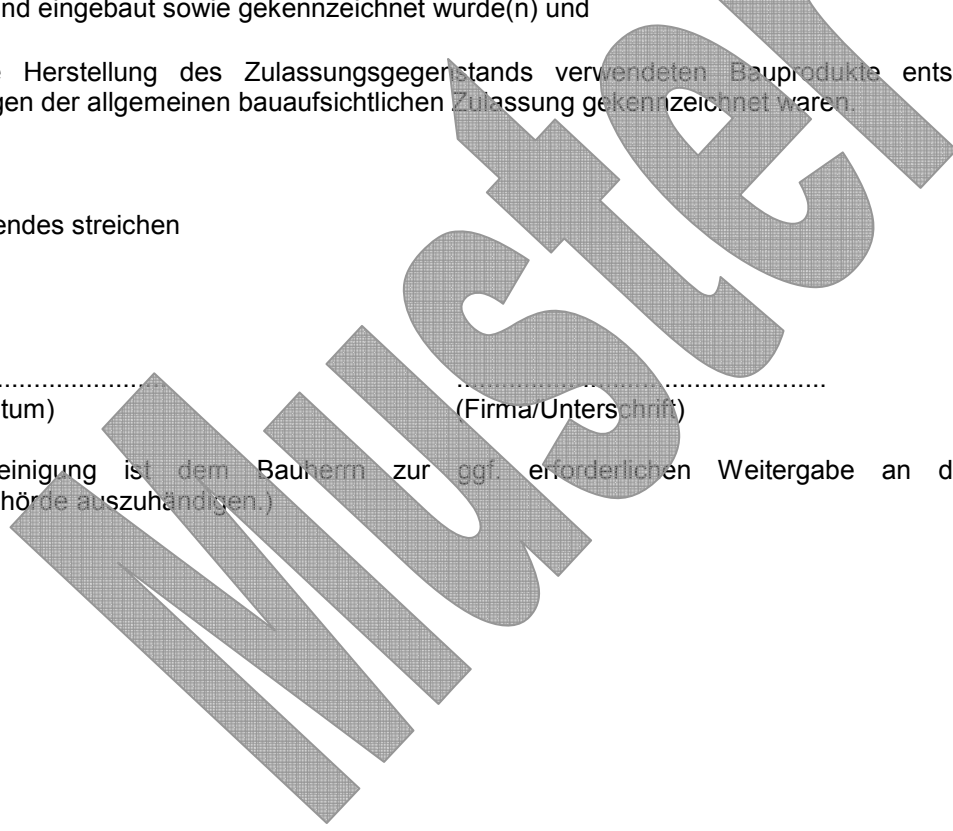 nd eingebaut sowie gekennzeichnet wurde(n) und
e Herstellung des Zulassungsgegenstands verwendeten Bauprodukte ents
gen der allgemeinen bauaufsichtlichen Zulassung gekennzeichnet waren.
endes streichen
........................ ................................................
tum) (Firma/Unterschrift)
einigung ist dem Bauherrn zur ggf. erforderlichen Weitergabe an d
hörde auszuhändigen.)
Muster